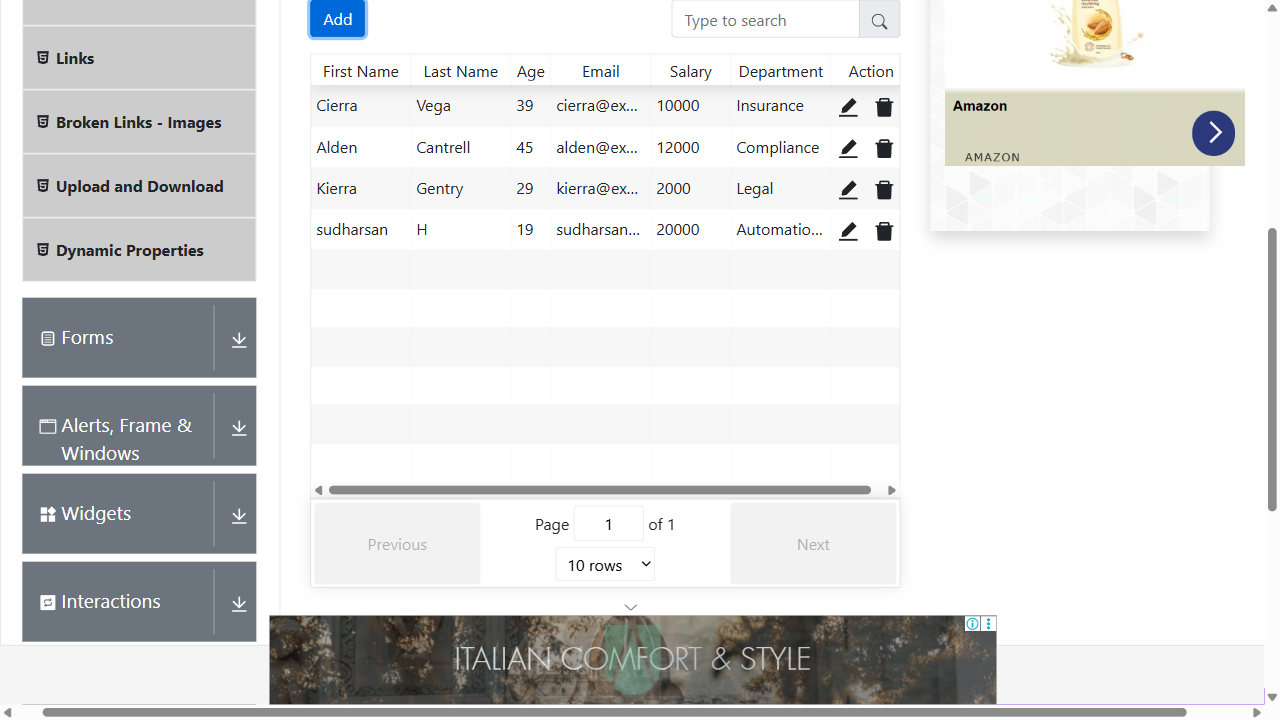 Add
Type to search
Links
Broken Links - Images
Upload and Download
Dynamic Properties
Forms
Alerts, Frame &
Windows
Widgets
Interactions
First Name Last Name Age Email Salary Department Action
Cierra Vega 39 cierra@ex... 10000 Insurance
Alden Cantrell 45 alden@ex... 12000 Compliance
Kierra Gentry 29 kierra@ex... 2000 Legal
sudharsan H 19 sudharsan... 20000 Automatio...
Previous
Page 1 of 1
10 rows
Next
Amazon
AMAZON
ITALIAN COMFORT & STYLE